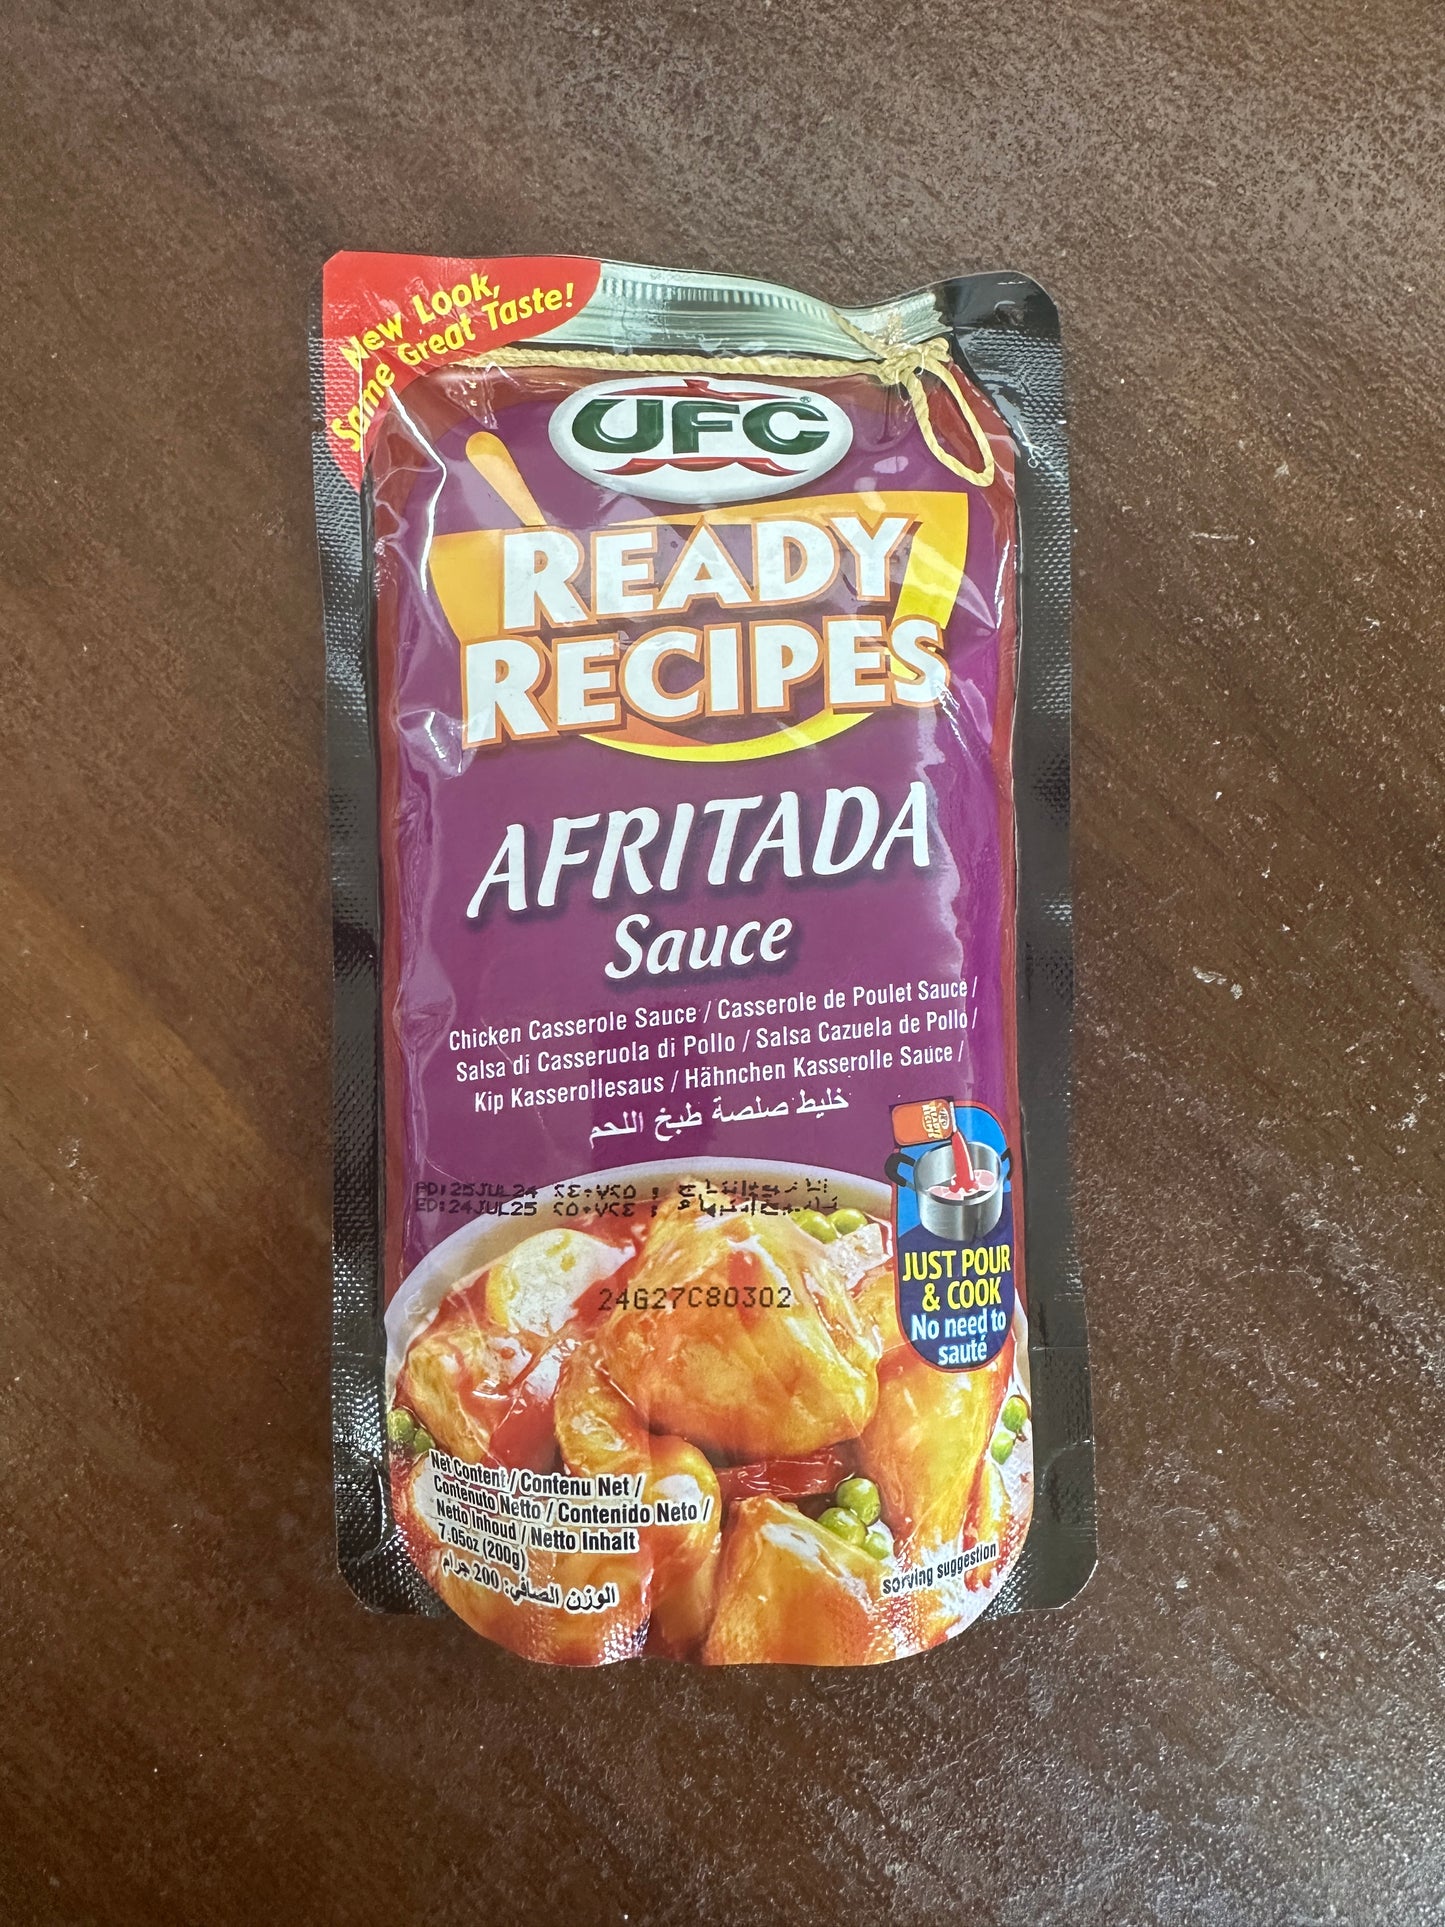 New Look,
Same Great Taste!
UFC®
READY
RECIPES
AFRITADA
Sauce
Chicken Casserole Sauce / Casserole de Poulet Sauce /
Salsa di Casseruola di Pollo / Salsa Cazuela de Pollo /
Kip Kasserollesaus / Hähnchen Kasserolle Sauce /
خليط صلصة طبخ اللحم
PD:25JUL24
ED:24JUL25
24G27C80302
JUST POUR
& COOK
No need to
sauté
Net Content / Contenu Net /
Contenuto Netto / Contenido Neto /
Netto Inhoud / Netto Inhalt
7.05oz (200g)
الوزن الصافي: 200 جرام
serving suggestion